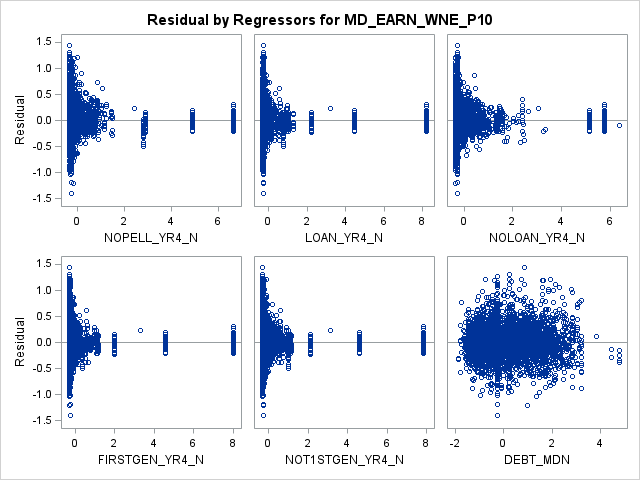 Residual by Regressors for MD_EARN_WNE_P10
1.5
1.0
0.5
0.0
-0.5
-1.0
-1.5
Residual
0 2 4 6
NOPELL_YR4_N
0 2 4 6 8
LOAN_YR4_N
0 2 4 6
NOLOAN_YR4_N
1.5
1.0
0.5
0.0
-0.5
-1.0
-1.5
Residual
0 2 4 6 8
FIRSTGEN_YR4_N
0 2 4 6 8
NOT1STGEN_YR4_N
-2 0 2 4
DEBT_MDN